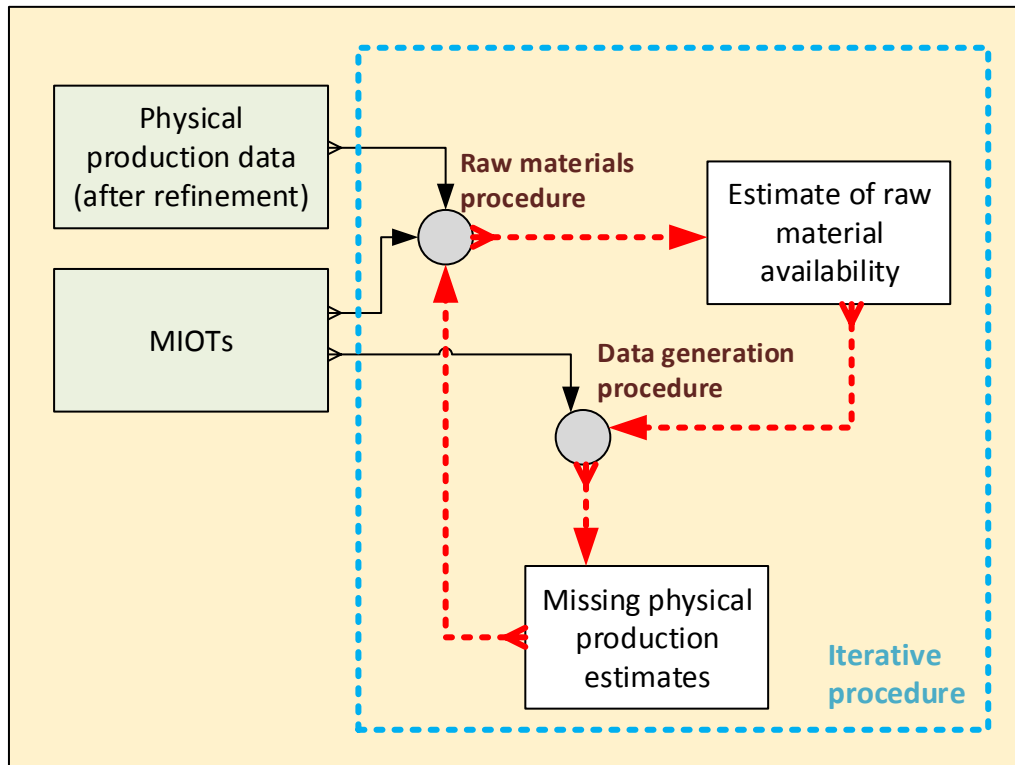 Physical
production data
(after refinement)
Raw materials
procedure
Estimate of raw
material
availability
MIOTs
Data generation
procedure
Missing physical
production
estimates
Iterative
procedure